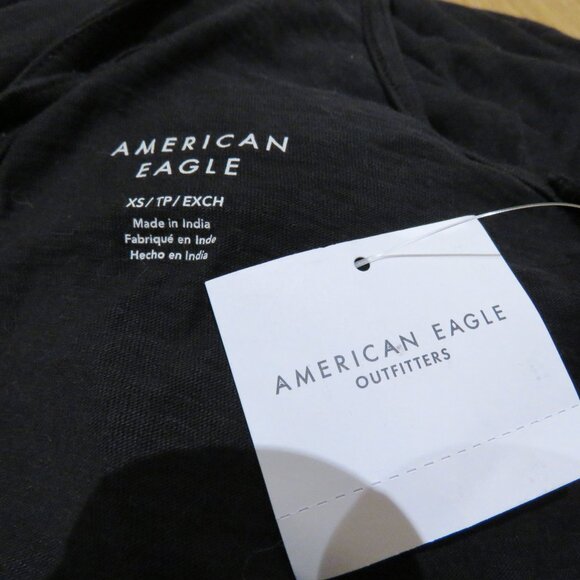 AMERICAN
EAGLE
XS/TP/EXCH
Made in India
Fabriqué en Inde
Hecho en India
AMERICAN EAGLE
OUTFITTERS